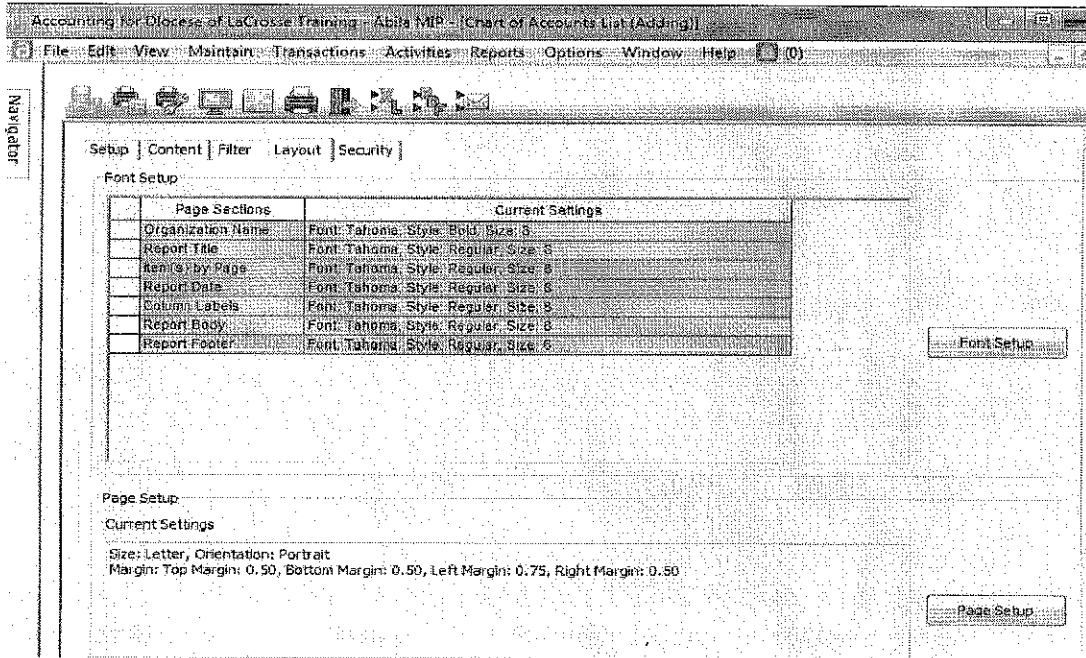 Accounting for Diocese of LaCrosse Training - Abila MIP - [Chart of Accounts List (Adding)]
File Edit View Maintain Transactions Activities Reports Options Window Help (0)
Navigator
Setup Content Filter Layout Security
Font Setup
Page Sections Current Settings
Organization Name Font: Tahoma, Style: Bold, Size: 8
Report Title Font: Tahoma, Style: Regular, Size: 8
Item(s) by Page Font: Tahoma, Style: Regular, Size: 8
Report Date Font: Tahoma, Style: Regular, Size: 8
Column Labels Font: Tahoma, Style: Regular, Size: 8
Report Body Font: Tahoma, Style: Regular, Size: 8
Report Footer Font: Tahoma, Style: Regular, Size: 8
Font Setup
Page Setup
Current Settings
Size: Letter, Orientation: Portrait
Margin: Top Margin: 0.50, Bottom Margin: 0.50, Left Margin: 0.75, Right Margin: 0.50
Page Setup